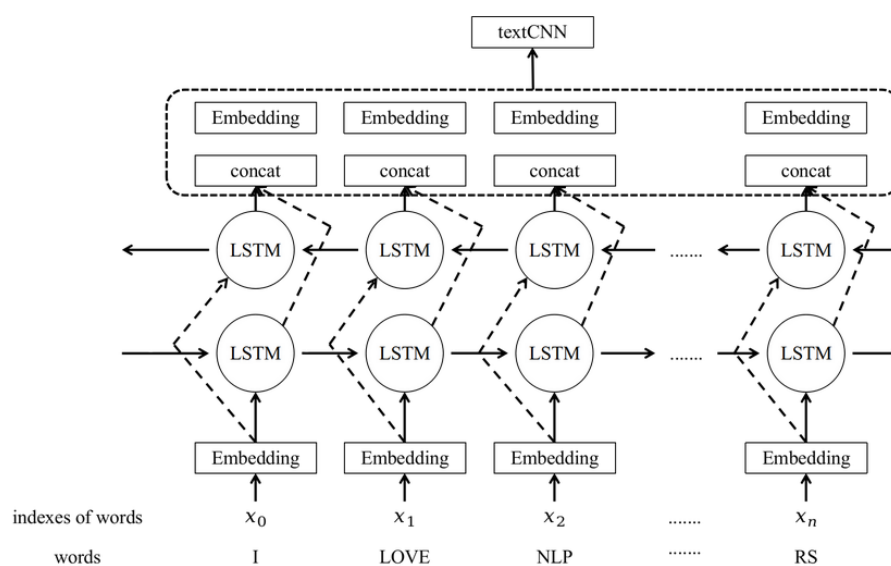 textCNN
Embedding Embedding Embedding Embedding
concat concat concat concat
LSTM LSTM LSTM ....... LSTM
LSTM LSTM LSTM ....... LSTM
Embedding Embedding Embedding Embedding
indexes of words x₀ x₁ x₂ ....... xₙ
words I LOVE NLP ....... RS